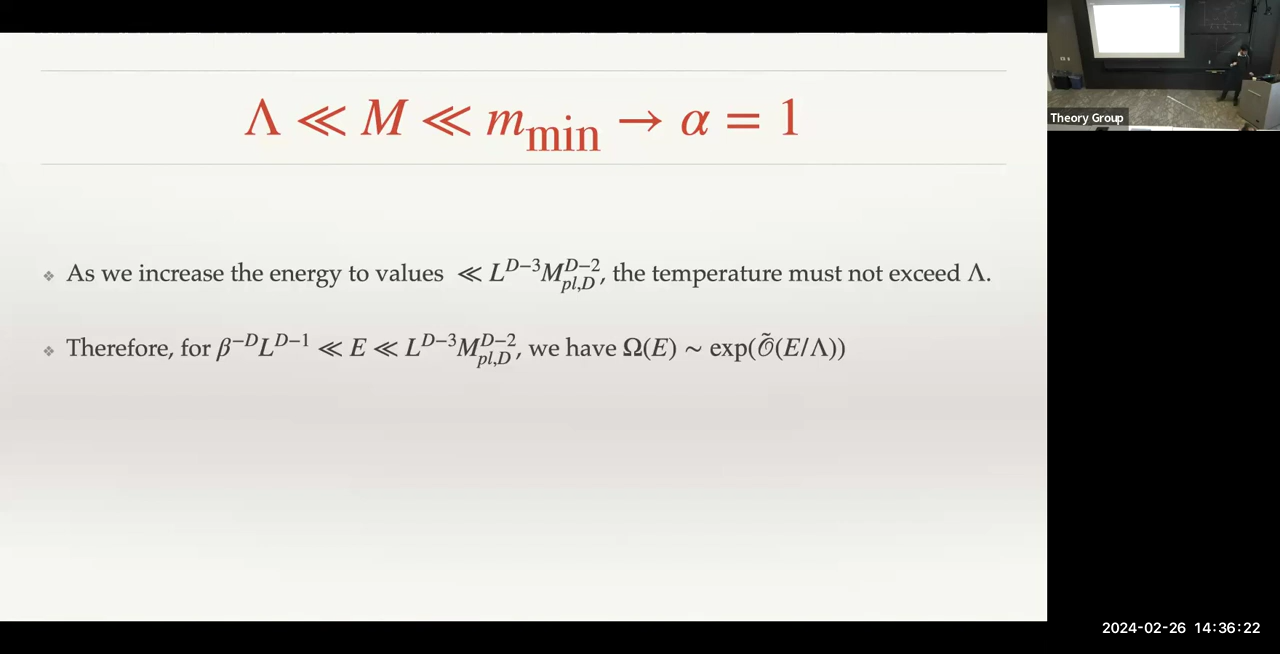 Λ ≪ M ≪ m_min → α = 1
Theory Group
❖ As we increase the energy to values ≪ L^{D−3}M_{pl,D}^{D−2}, the temperature must not exceed Λ.
❖ Therefore, for β^{−D}L^{D−1} ≪ E ≪ L^{D−3}M_{pl,D}^{D−2}, we have Ω(E) ~ exp(𝒪̃(E/Λ))
2024-02-26 14:36:22